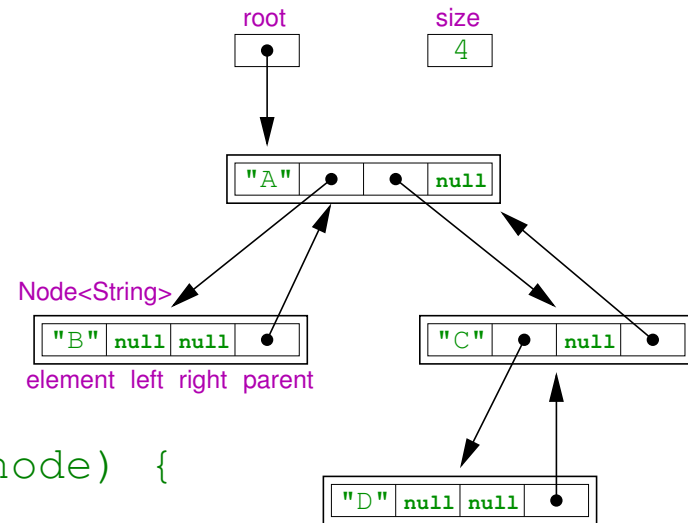 root size
4
"A" null
Node<String>
"B" null null
"C" null
element left right parent
node) {
"D" null null